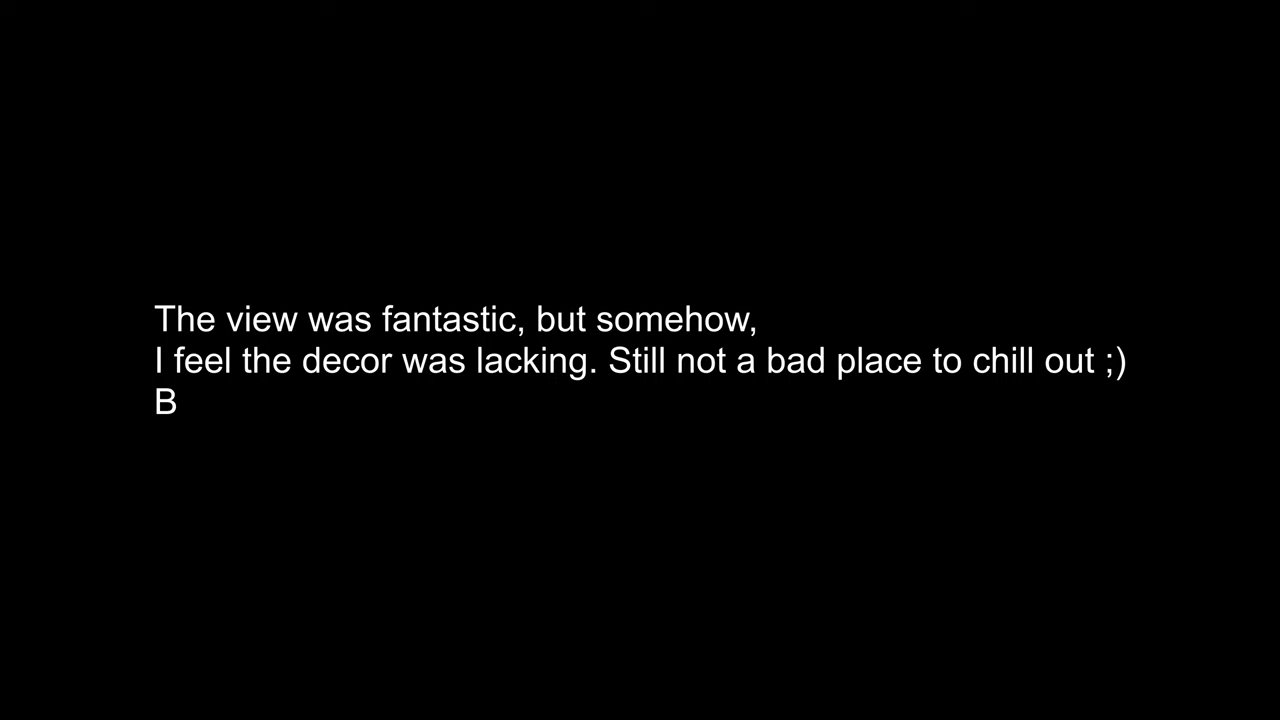 The view was fantastic, but somehow,
I feel the decor was lacking. Still not a bad place to chill out ;)
B